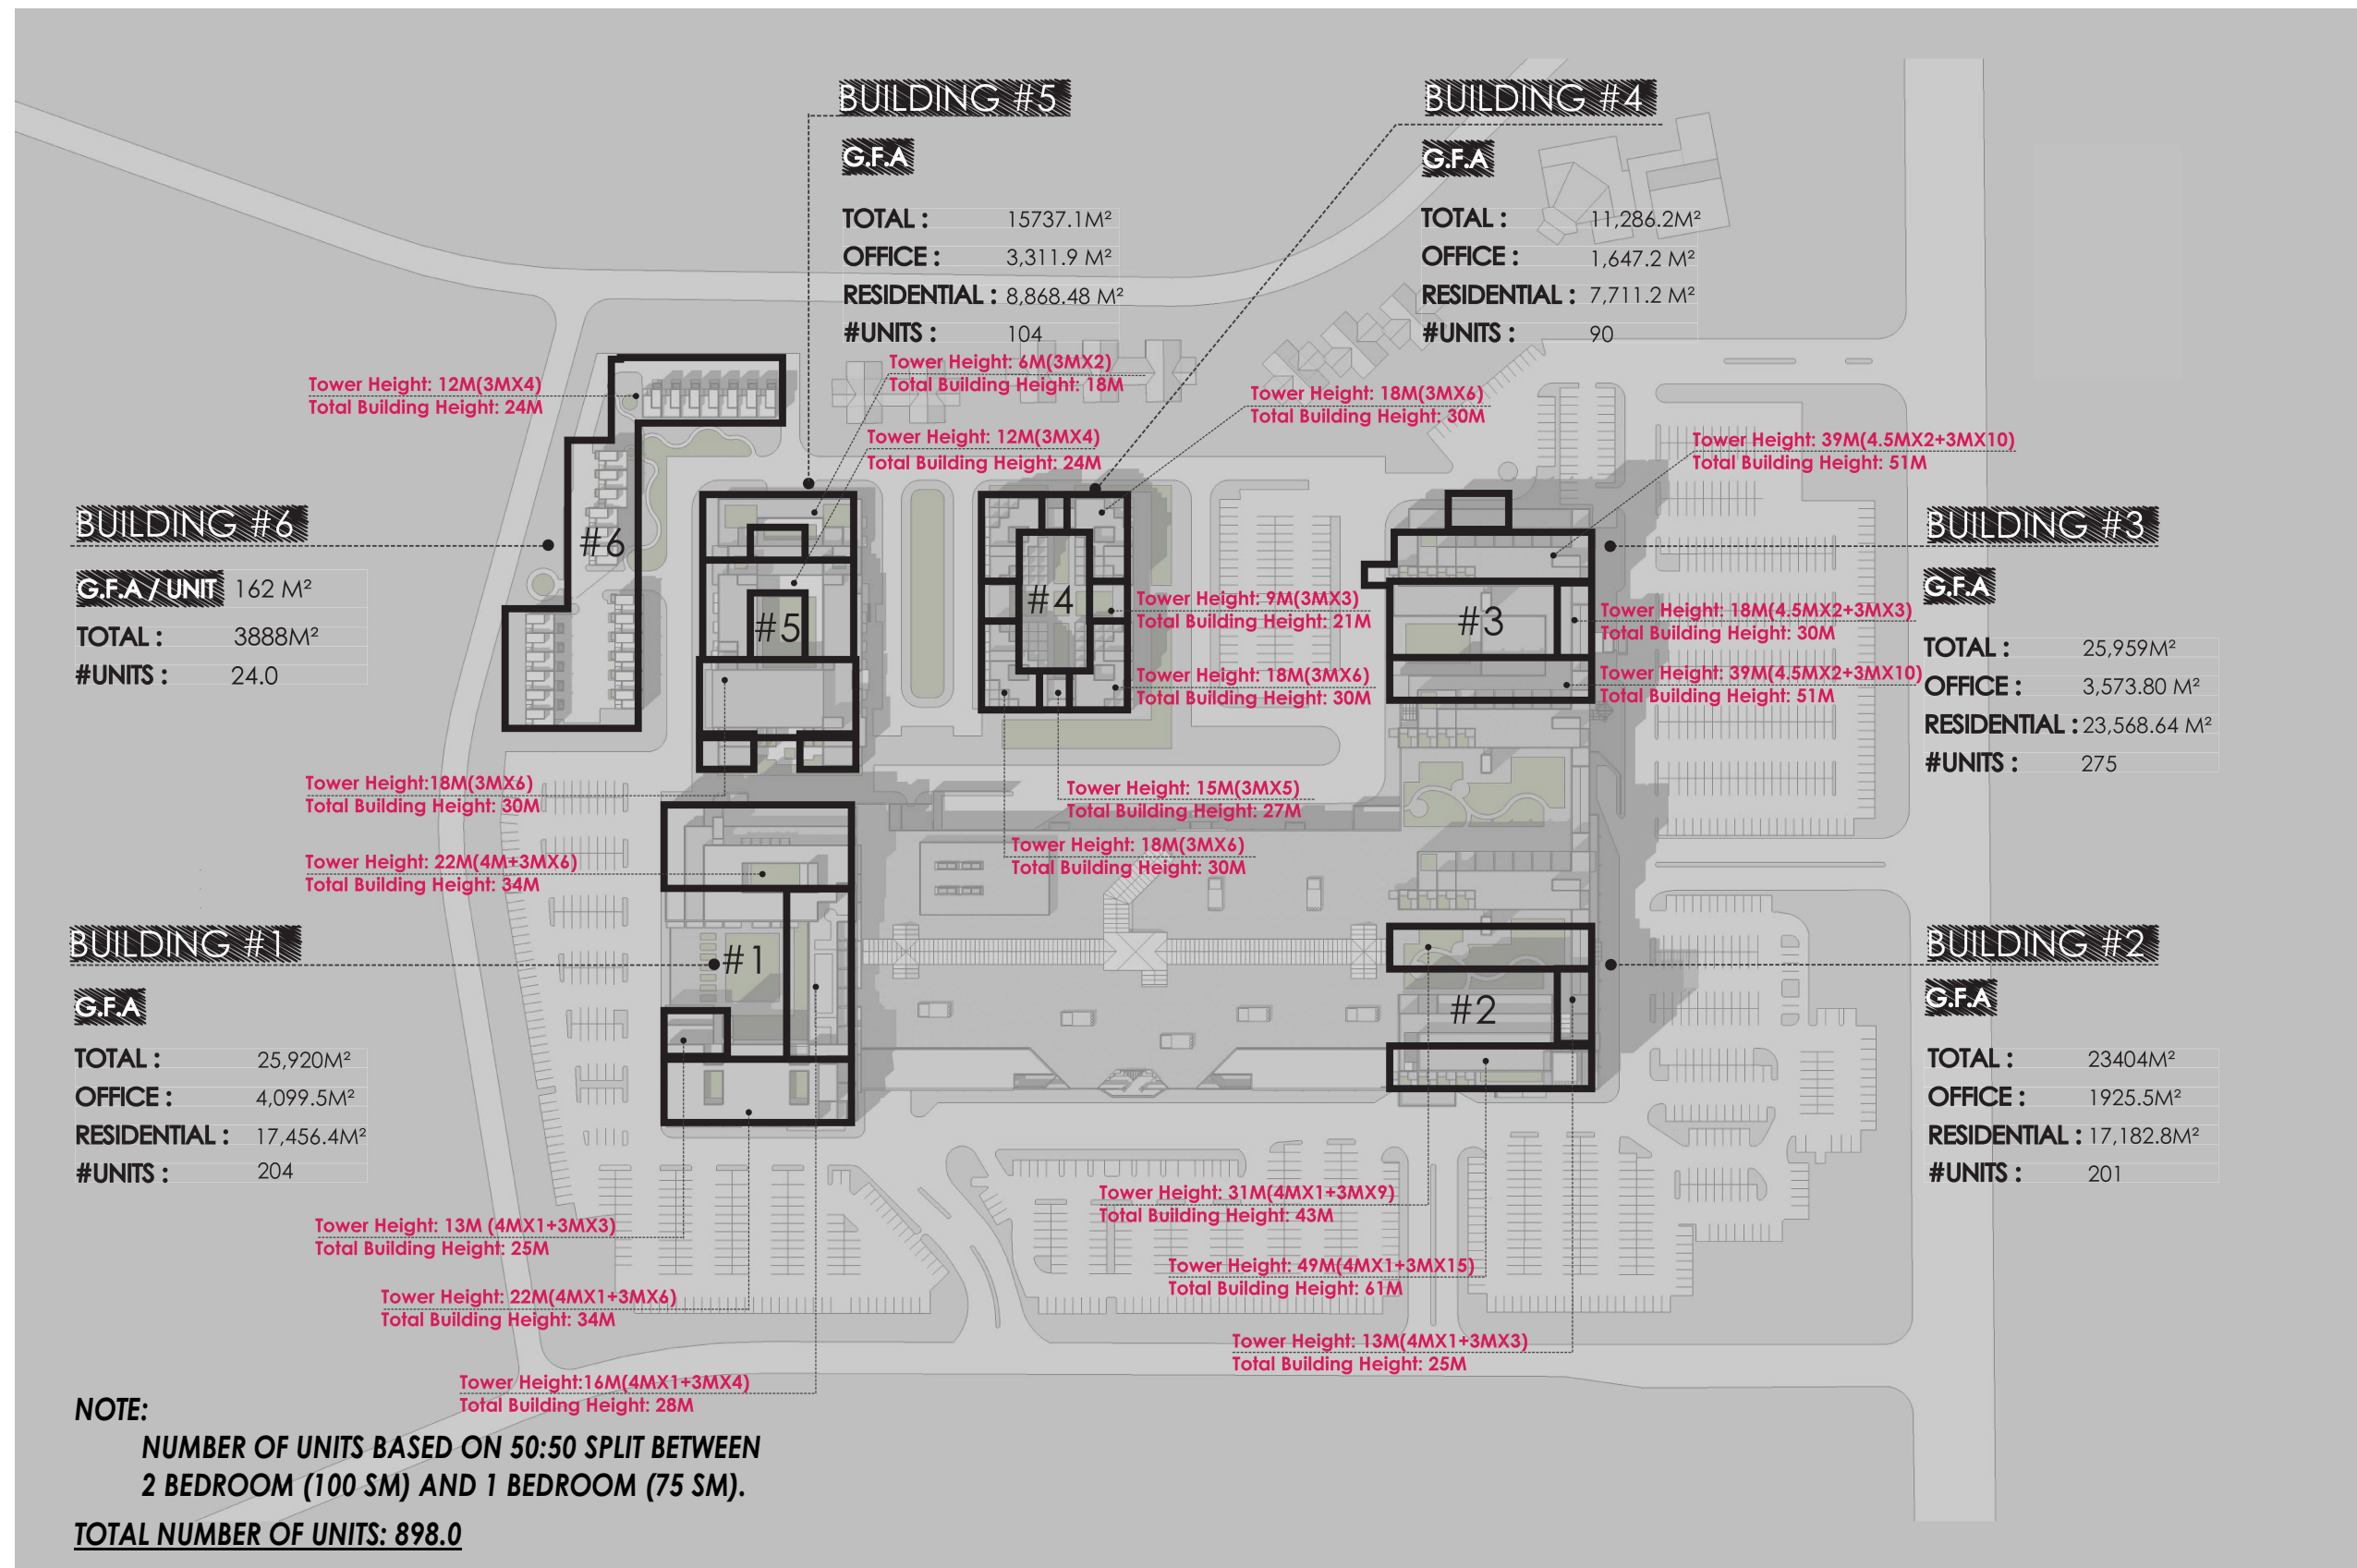 BUILDING #5
G.F.A
TOTAL : 15737.1M²
OFFICE : 3,311.9 M²
RESIDENTIAL : 8,868.48 M²
#UNITS : 104
BUILDING #4
G.F.A
TOTAL : 11,286.2M²
OFFICE : 1,647.2 M²
RESIDENTIAL : 7,711.2 M²
#UNITS : 90
Tower Height: 6M(3MX2)
Total Building Height: 18M
Tower Height: 12M(3MX4)
Total Building Height: 24M
Tower Height: 18M(3MX6)
Total Building Height: 30M
Tower Height: 12M(3MX4)
Total Building Height: 24M
Tower Height: 39M(4.5MX2+3MX10)
Total Building Height: 51M
BUILDING #6
G.F.A / UNIT 162 M²
TOTAL : 3888M²
#UNITS : 24.0
#6
#5
#4
#3
Tower Height: 9M(3MX3)
Total Building Height: 21M
Tower Height: 18M(3MX6)
Total Building Height: 30M
Tower Height: 18M(4.5MX2+3MX3)
Total Building Height: 30M
Tower Height: 39M(4.5MX2+3MX10)
Total Building Height: 51M
BUILDING #3
G.F.A
TOTAL : 25,959M²
OFFICE : 3,573.80 M²
RESIDENTIAL : 23,568.64 M²
#UNITS : 275
Tower Height:18M(3MX6)
Total Building Height: 30M
Tower Height: 15M(3MX5)
Total Building Height: 27M
Tower Height: 18M(3MX6)
Total Building Height: 30M
Tower Height: 22M(4M+3MX6)
Total Building Height: 34M
BUILDING #1
G.F.A
TOTAL : 25,920M²
OFFICE : 4,099.5M²
RESIDENTIAL : 17,456.4M²
#UNITS : 204
#1
#2
BUILDING #2
G.F.A
TOTAL : 23404M²
OFFICE : 1925.5M²
RESIDENTIAL : 17,182.8M²
#UNITS : 201
Tower Height: 31M(4MX1+3MX9)
Total Building Height: 43M
Tower Height: 13M (4MX1+3MX3)
Total Building Height: 25M
Tower Height: 49M(4MX1+3MX15)
Total Building Height: 61M
Tower Height: 22M(4MX1+3MX6)
Total Building Height: 34M
Tower Height: 13M(4MX1+3MX3)
Total Building Height: 25M
Tower Height:16M(4MX1+3MX4)
Total Building Height: 28M
NOTE:
NUMBER OF UNITS BASED ON 50:50 SPLIT BETWEEN
2 BEDROOM (100 SM) AND 1 BEDROOM (75 SM).
TOTAL NUMBER OF UNITS: 898.0